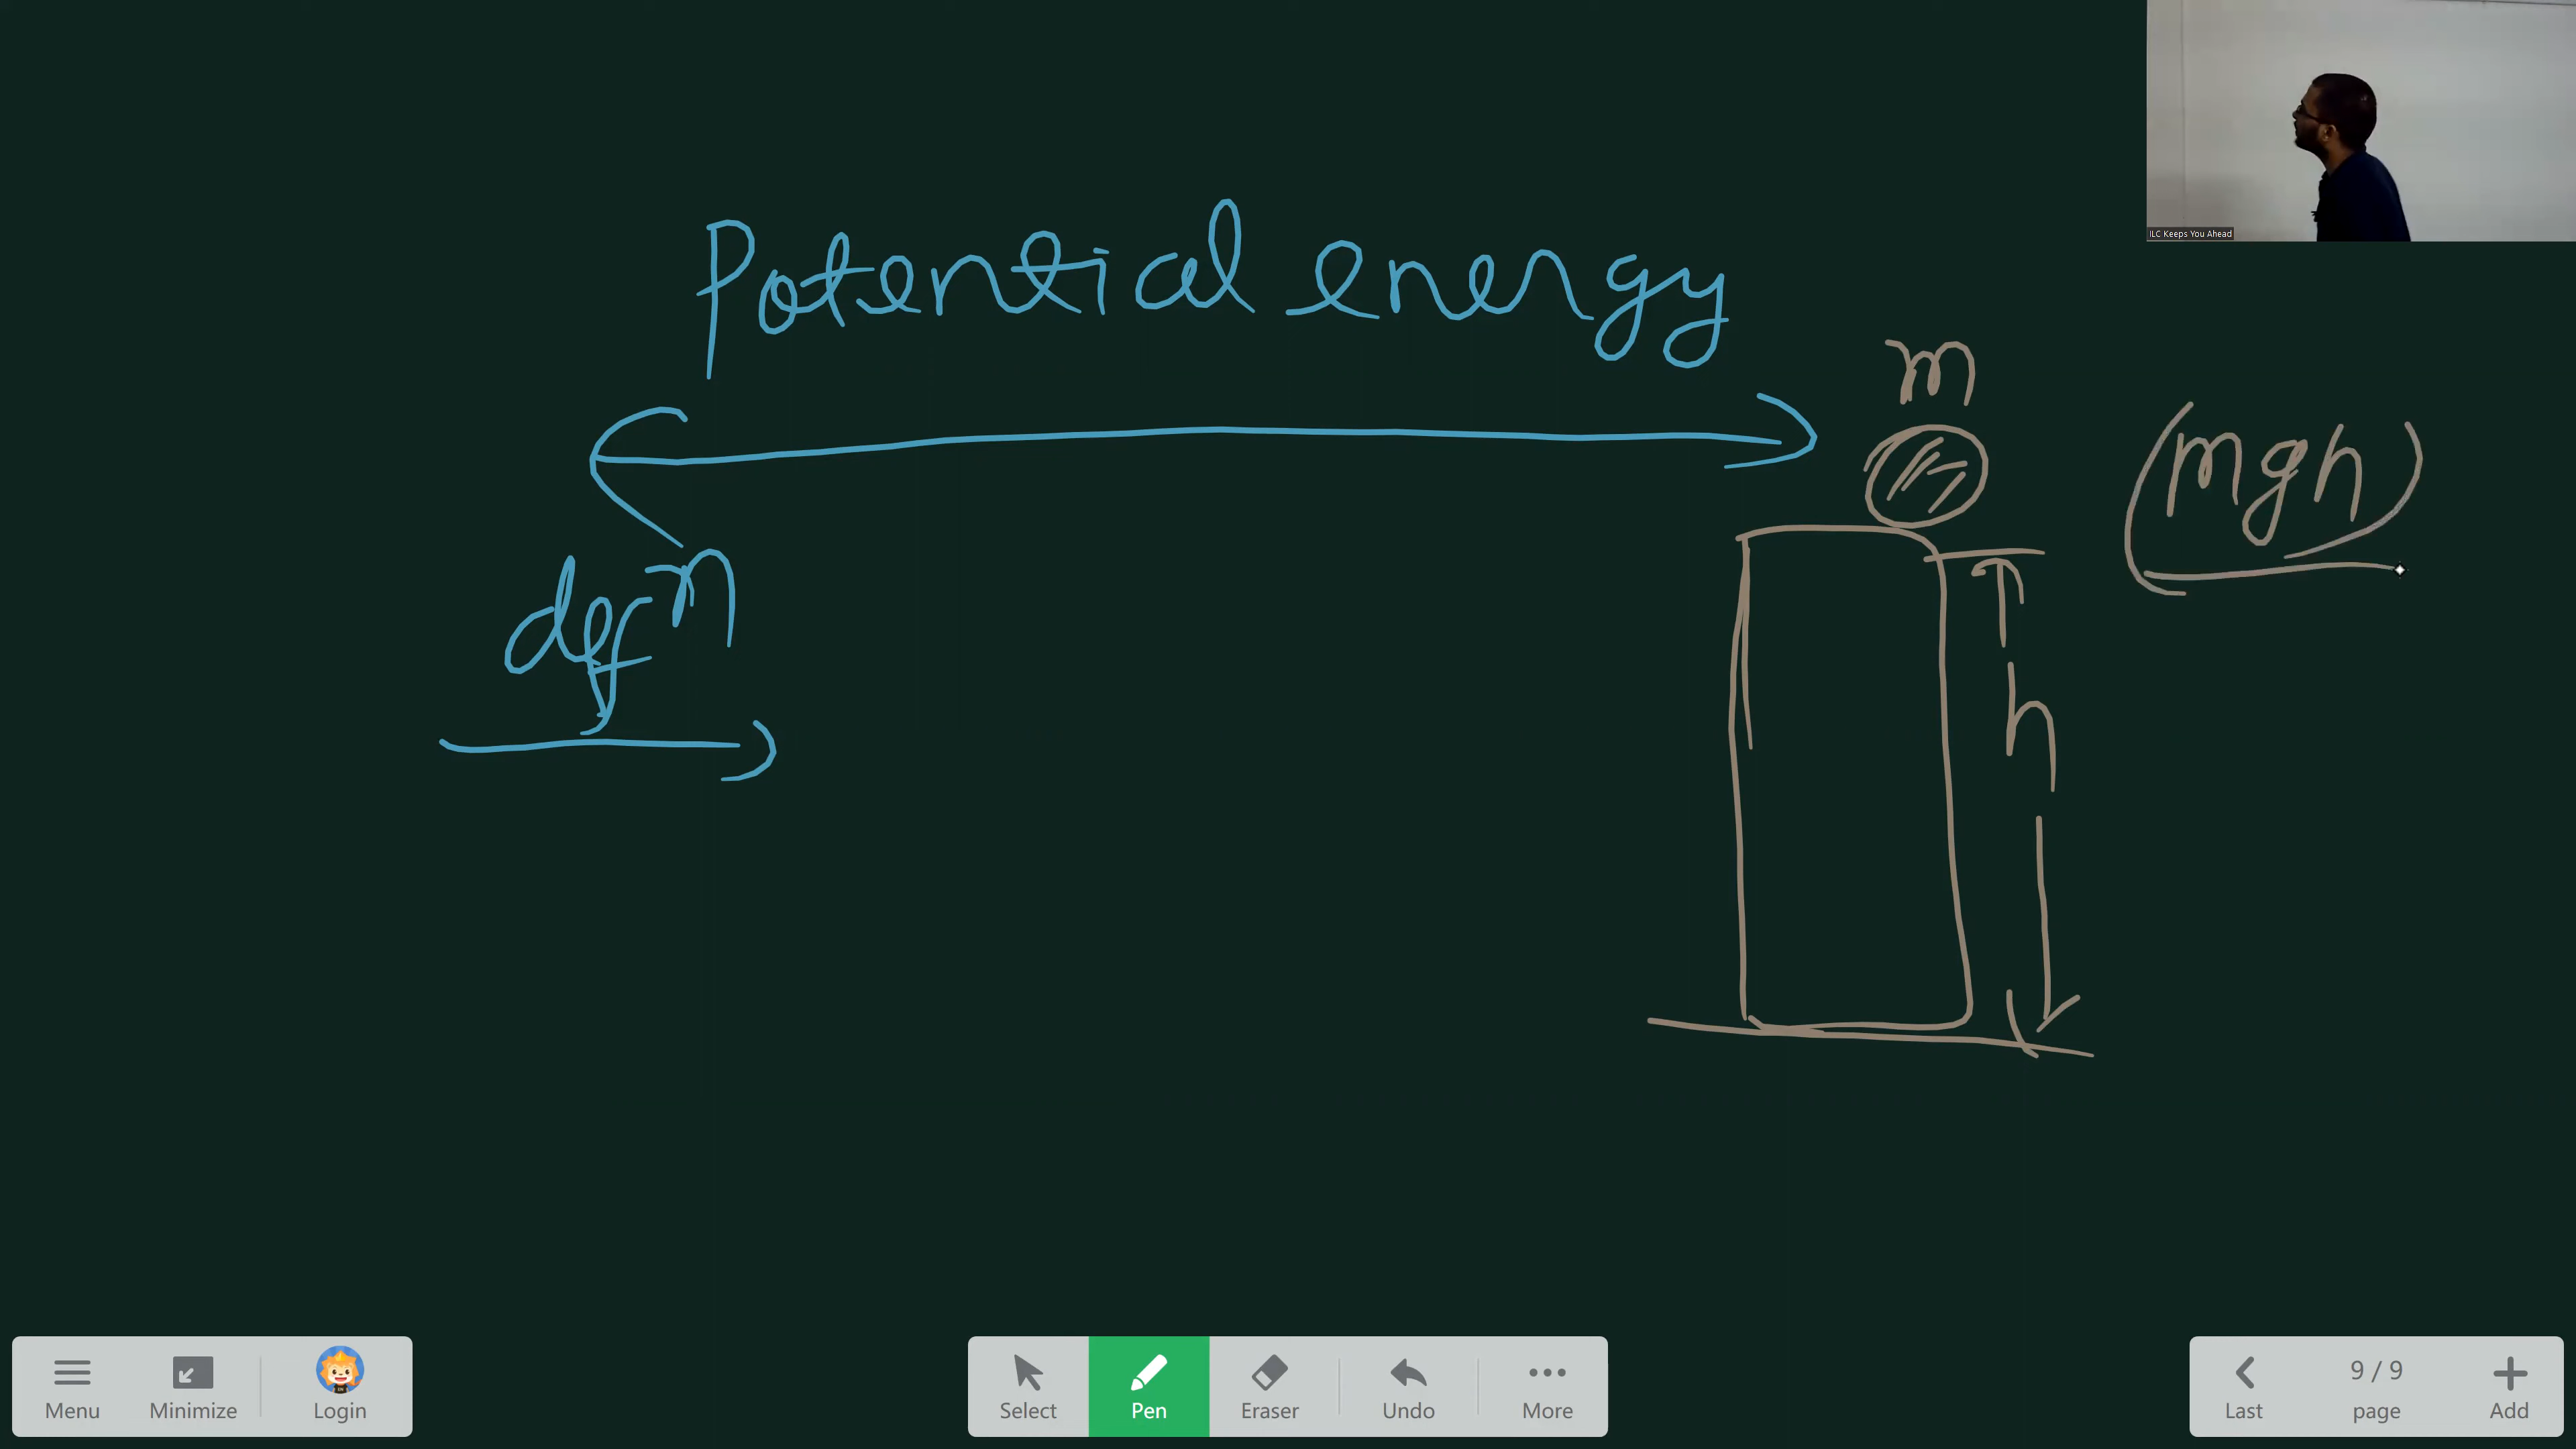 ILC Keeps You Ahead
Potential energy
m
(mgh)
defn
h
Menu
Minimize
Login
Select
Pen
Eraser
Undo
More
Last
9 / 9
page
Add